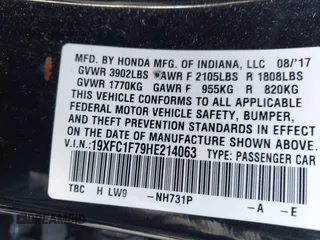 MFD. BY HONDA MFG. OF INDIANA, LLC 08/'17
GVWR 3902LBS GAWR F 2105LBS R 1808LBS
GVWR 1770KG GAWR F 955KG R 820KG
THIS VEHICLE CONFORMS TO ALL APPLICABLE
FEDERAL MOTOR VEHICLE SAFETY, BUMPER,
AND THEFT PREVENTION STANDARDS IN EFFECT
ON THE DATE OF MANUFACTURE SHOWN ABOVE.
V.I.N.: 19XFC1F79HE214063 TYPE: PASSENGER CAR
TBC H LW9 -NH731P -A -E